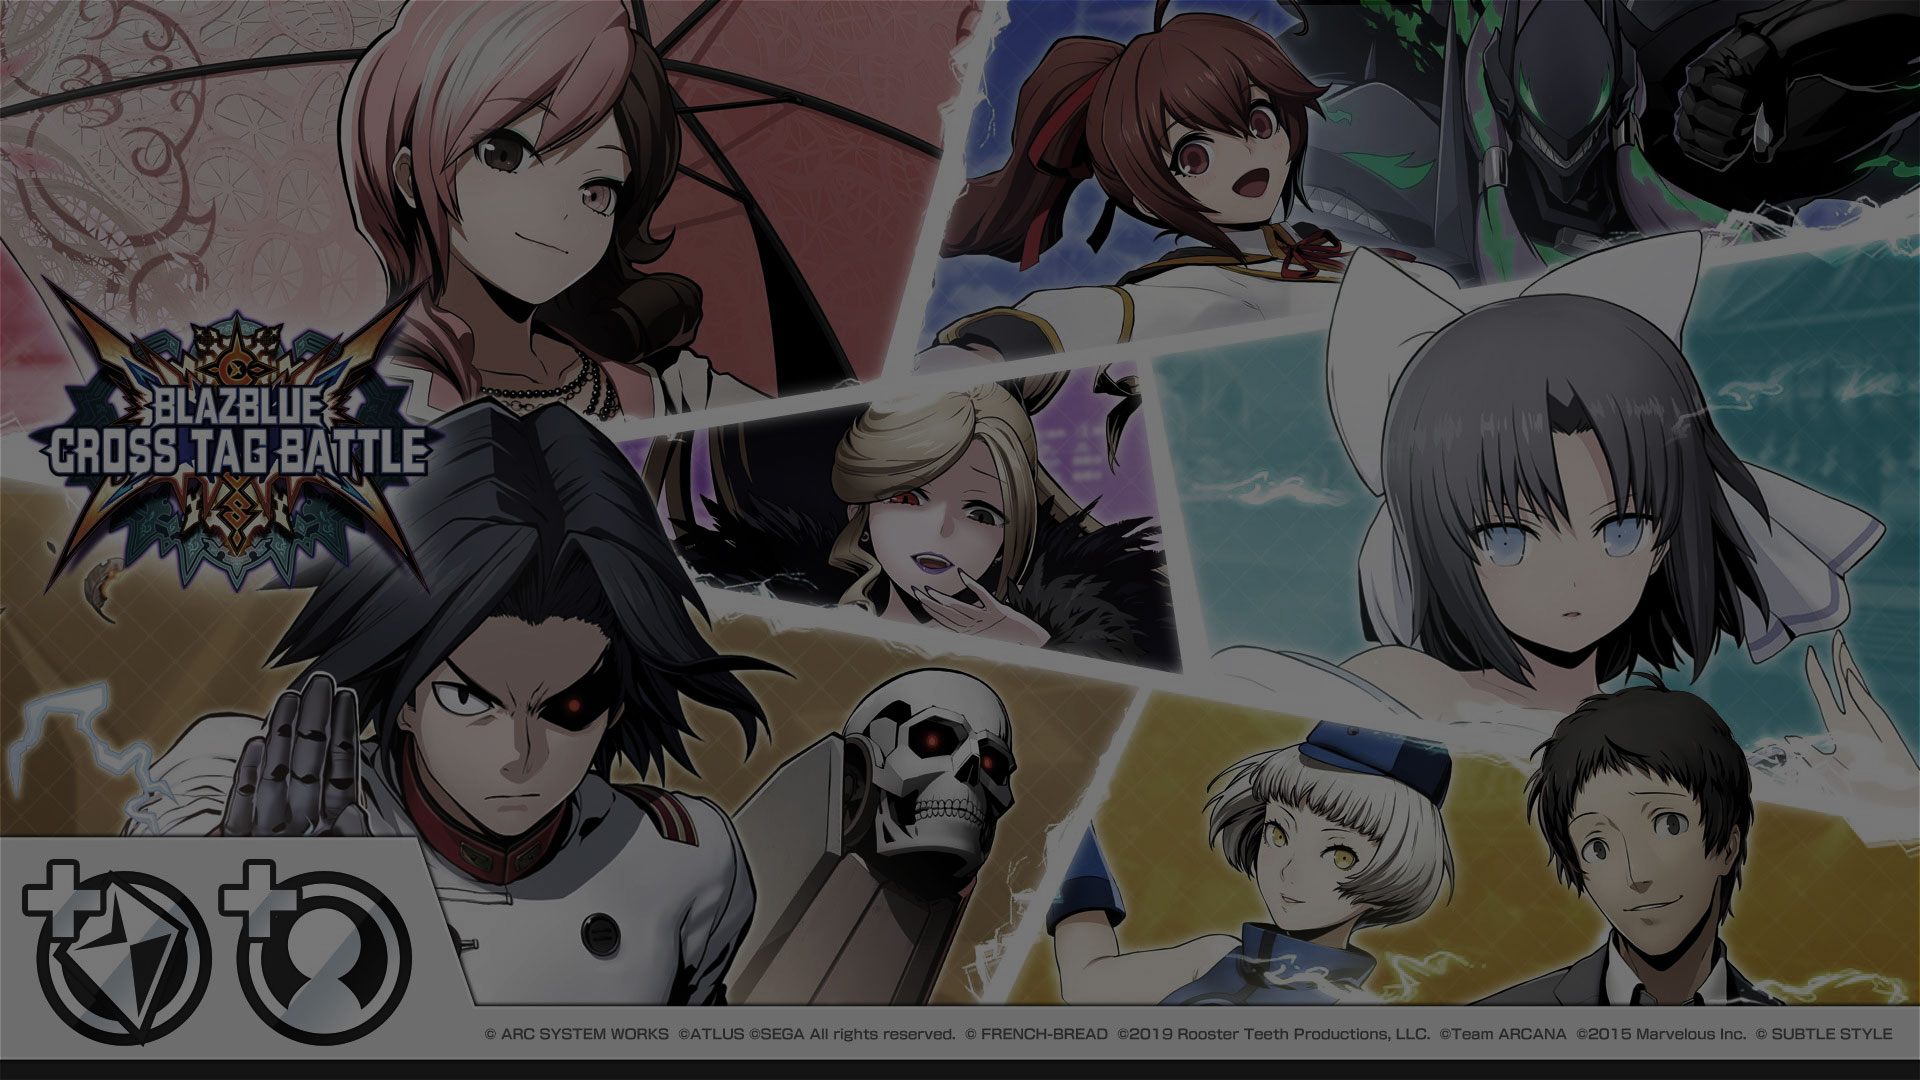 BLAZBLUE
CROSS TAG BATTLE
© ARC SYSTEM WORKS ©ATLUS ©SEGA All rights reserved. © FRENCH-BREAD ©2019 Rooster Teeth Productions, LLC. ©Team ARCANA ©2015 Marvelous Inc. © SUBTLE STYLE